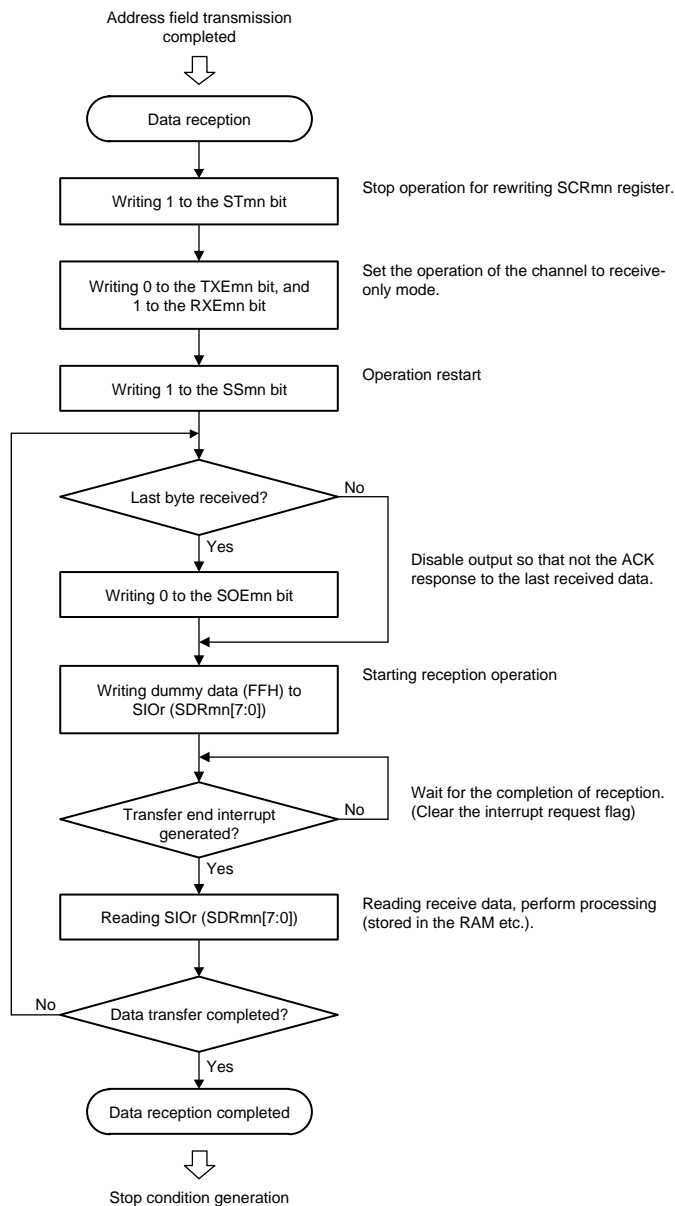 Address field transmission
completed
Data reception
Writing 1 to the STmn bit
Stop operation for rewriting SCRmn register.
Writing 0 to the TXEmn bit, and
1 to the RXEmn bit
Set the operation of the channel to receive-
only mode.
Writing 1 to the SSmn bit
Operation restart
Last byte received?
No
Yes
Disable output so that not the ACK
response to the last received data.
Writing 0 to the SOEmn bit
Writing dummy data (FFH) to
SIOr (SDRmn[7:0])
Starting reception operation
Transfer end interrupt
generated?
No
Wait for the completion of reception.
(Clear the interrupt request flag)
Yes
Reading SIOr (SDRmn[7:0])
Reading receive data, perform processing
(stored in the RAM etc.).
No
Data transfer completed?
Yes
Data reception completed
Stop condition generation